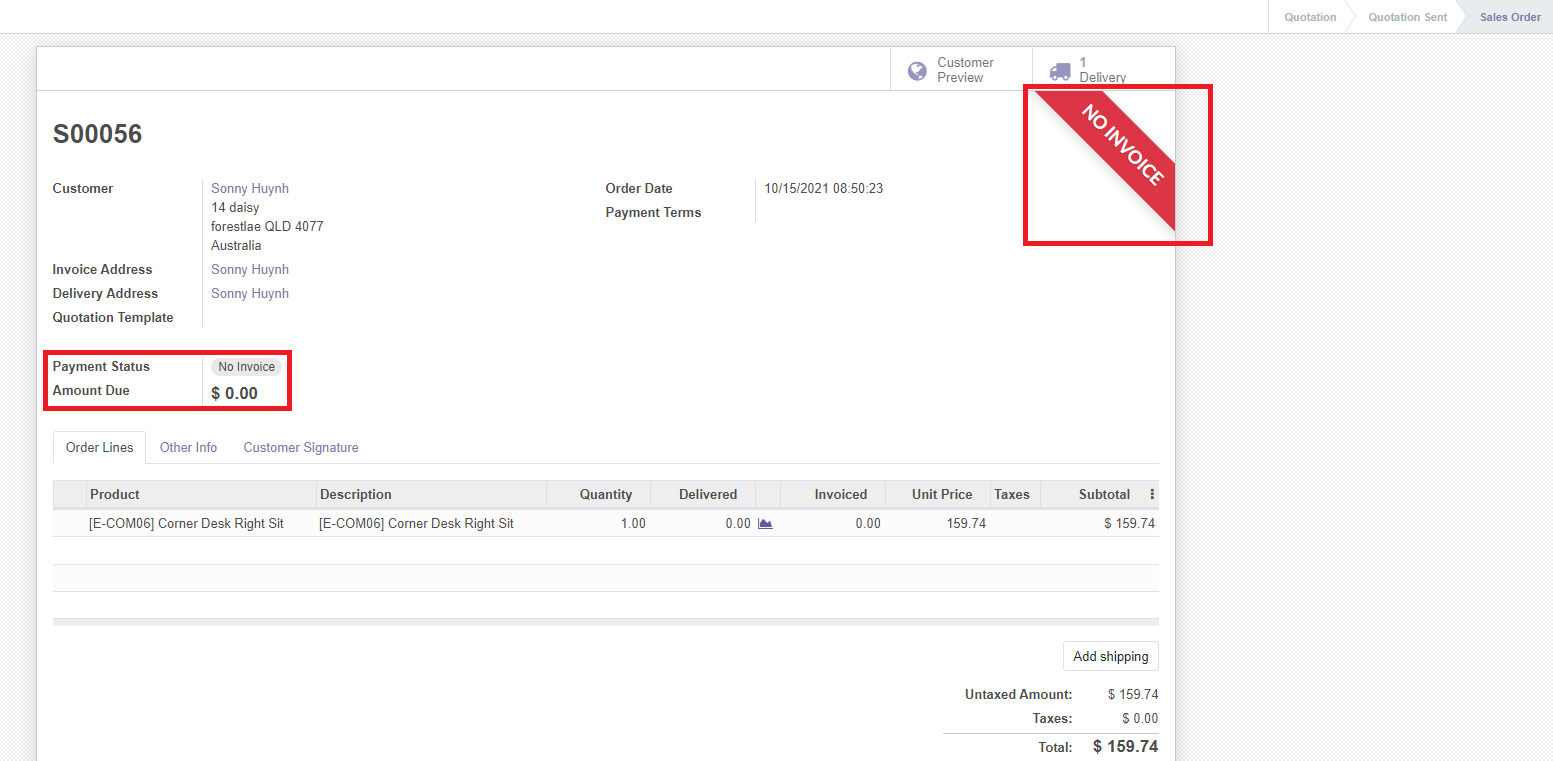 Quotation
Quotation Sent
Sales Order
Customer Preview
1 Delivery
NO INVOICE
S00056
Customer
Sonny Huynh
14 daisy
forestlae QLD 4077
Australia
Invoice Address
Sonny Huynh
Delivery Address
Sonny Huynh
Quotation Template
Order Date
10/15/2021 08:50:23
Payment Terms
Payment Status
No Invoice
Amount Due
$ 0.00
Order Lines
Other Info
Customer Signature
Product Description Quantity Delivered Invoiced Unit Price Taxes Subtotal
[E-COM06] Corner Desk Right Sit [E-COM06] Corner Desk Right Sit 1.00 0.00 0.00 159.74 $ 159.74
Add shipping
Untaxed Amount: $ 159.74
Taxes: $ 0.00
Total: $ 159.74